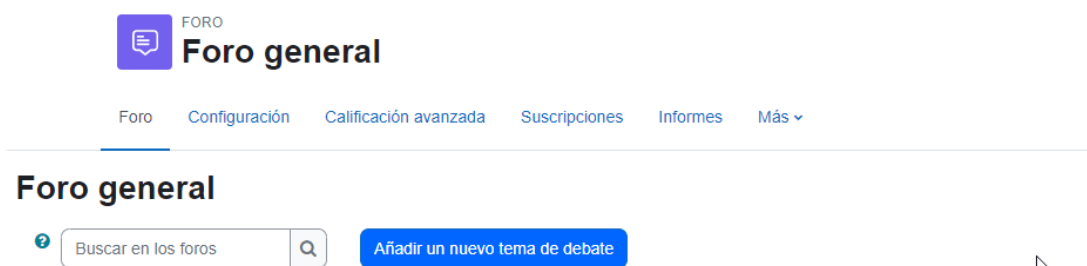 FORO
Foro general
Foro Configuración Calificación avanzada Suscripciones Informes Más
Foro general
Buscar en los foros Añadir un nuevo tema de debate